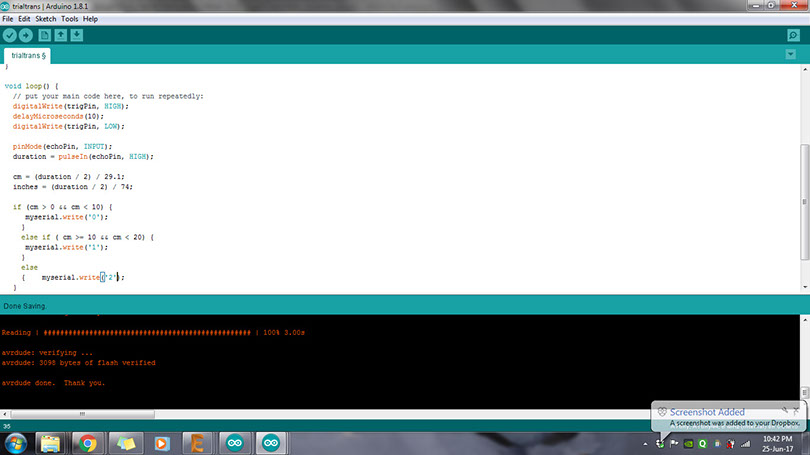 trialtrans | Arduino 1.8.1
File Edit Sketch Tools Help
trialtrans §
}
void loop() {
// put your main code here, to run repeatedly:
digitalWrite(trigPin, HIGH);
delayMicroseconds(10);
digitalWrite(trigPin, LOW);
pinMode(echoPin, INPUT);
duration = pulseIn(echoPin, HIGH);
cm = (duration / 2) / 29.1;
inches = (duration / 2) / 74;
if (cm > 0 && cm < 10) {
myserial.write('0');
}
else if ( cm >= 10 && cm < 20) {
myserial.write('1');
}
else
{ myserial.write('2');
}
Done Saving.
Reading | ################################################## | 100% 3.00s
avrdude: verifying ...
avrdude: 3098 bytes of flash verified
avrdude done. Thank you.
35
Screenshot Added
A screenshot was added to your Dropbox.
10:42 PM
25-Jun-17